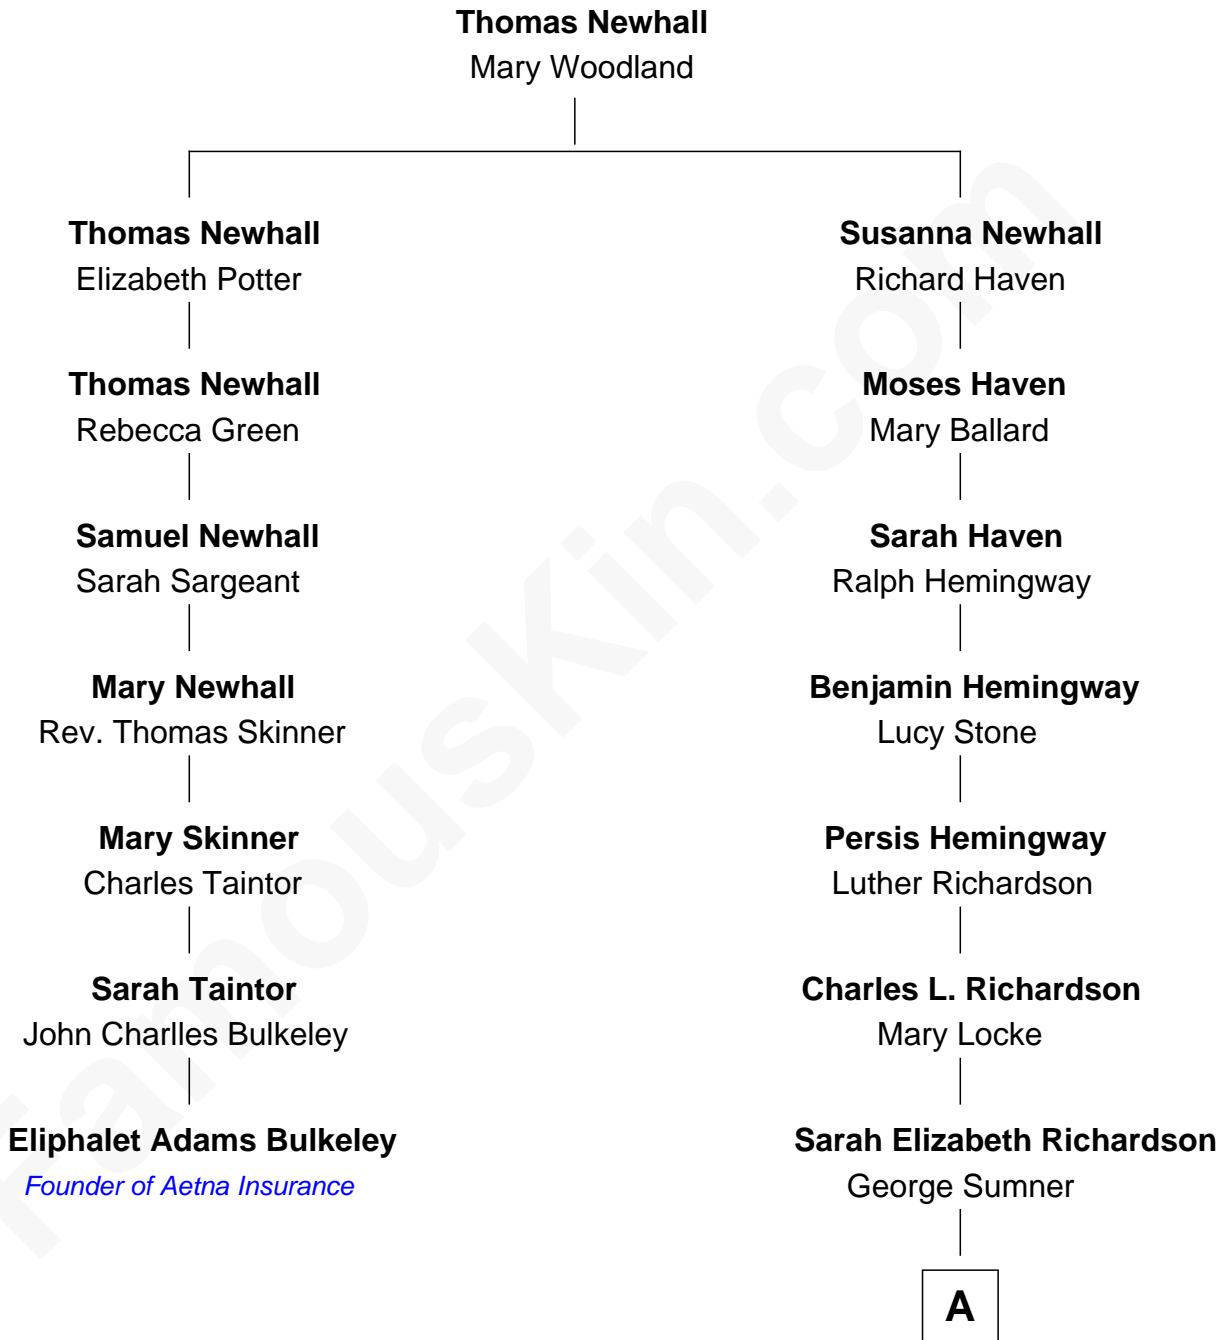 Thomas Newhall
Mary Woodland
Thomas Newhall
Elizabeth Potter
Susanna Newhall
Richard Haven
Thomas Newhall
Rebecca Green
Moses Haven
Mary Ballard
Samuel Newhall
Sarah Sargeant
Sarah Haven
Ralph Hemingway
Mary Newhall
Rev. Thomas Skinner
Benjamin Hemingway
Lucy Stone
Mary Skinner
Charles Taintor
Persis Hemingway
Luther Richardson
Sarah Taintor
John Charlles Bulkeley
Charles L. Richardson
Mary Locke
Eliphalet Adams Bulkeley
Founder of Aetna Insurance
Sarah Elizabeth Richardson
George Sumner
A
FamousKin.com